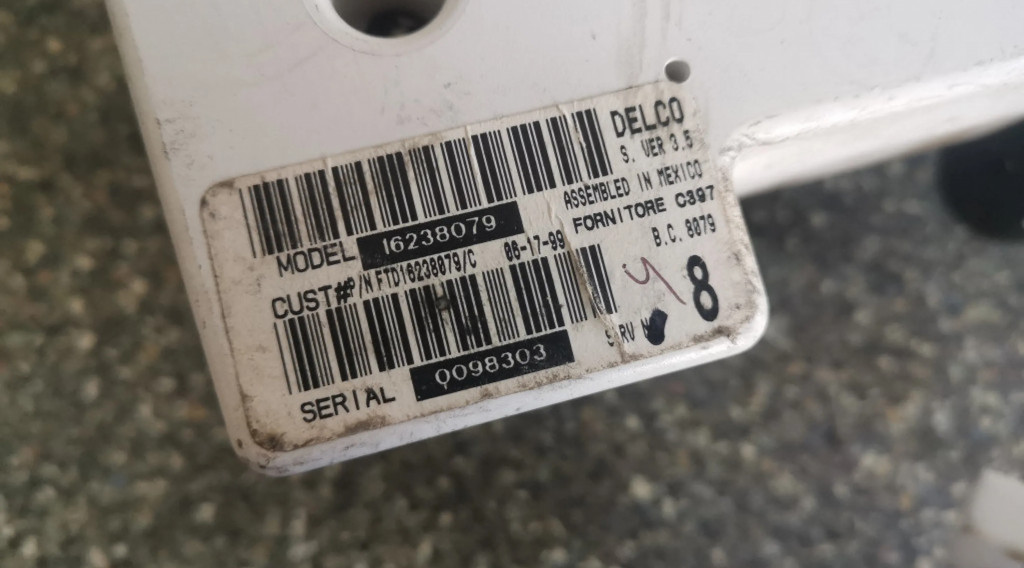 DELCO
S. VER 3.5
ASSEMBLED IN MEXICO
MODEL 16238079
FORNITORE C397
CUST# P/N FTD16238079/C 06-17-99
B.C. 8079
8
SERIAL 0098303